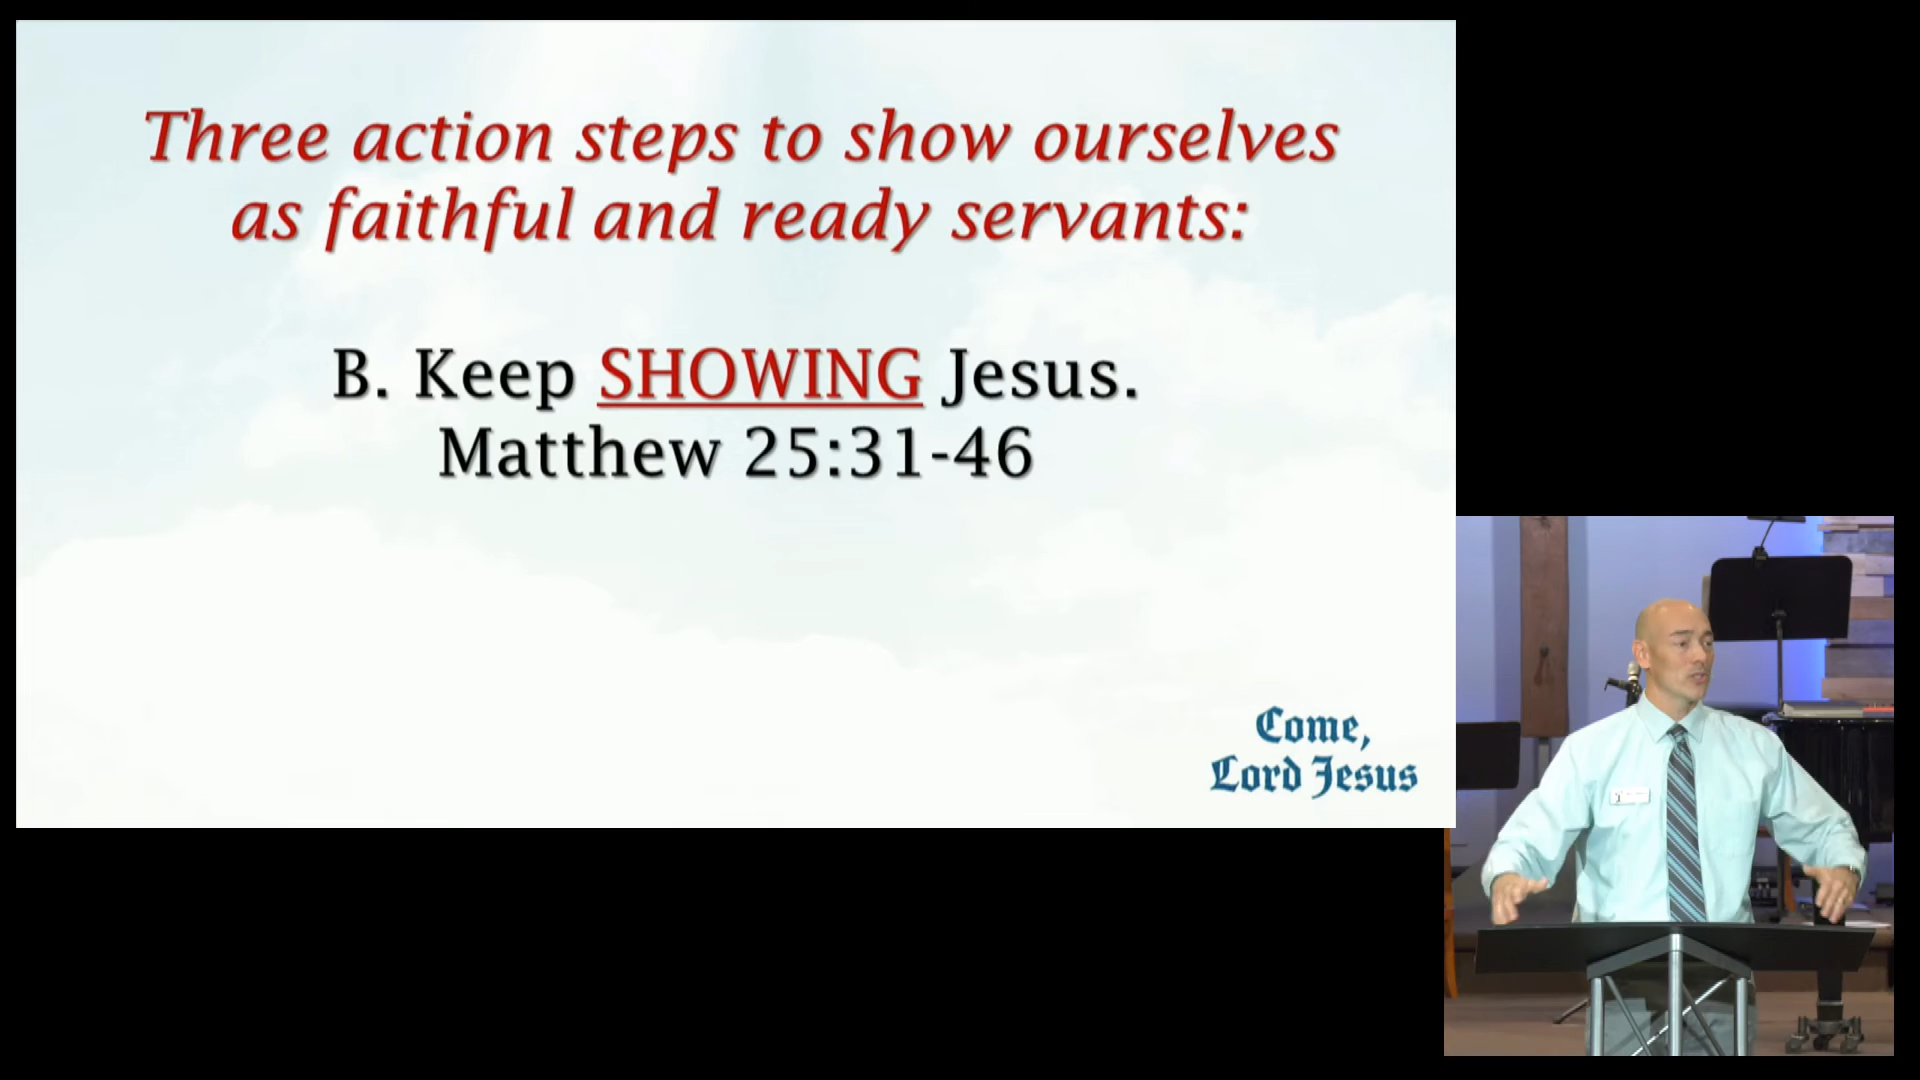 Three action steps to show ourselves
as faithful and ready servants:
B. Keep SHOWING Jesus.
Matthew 25:31-46
Come,
Lord Jesus